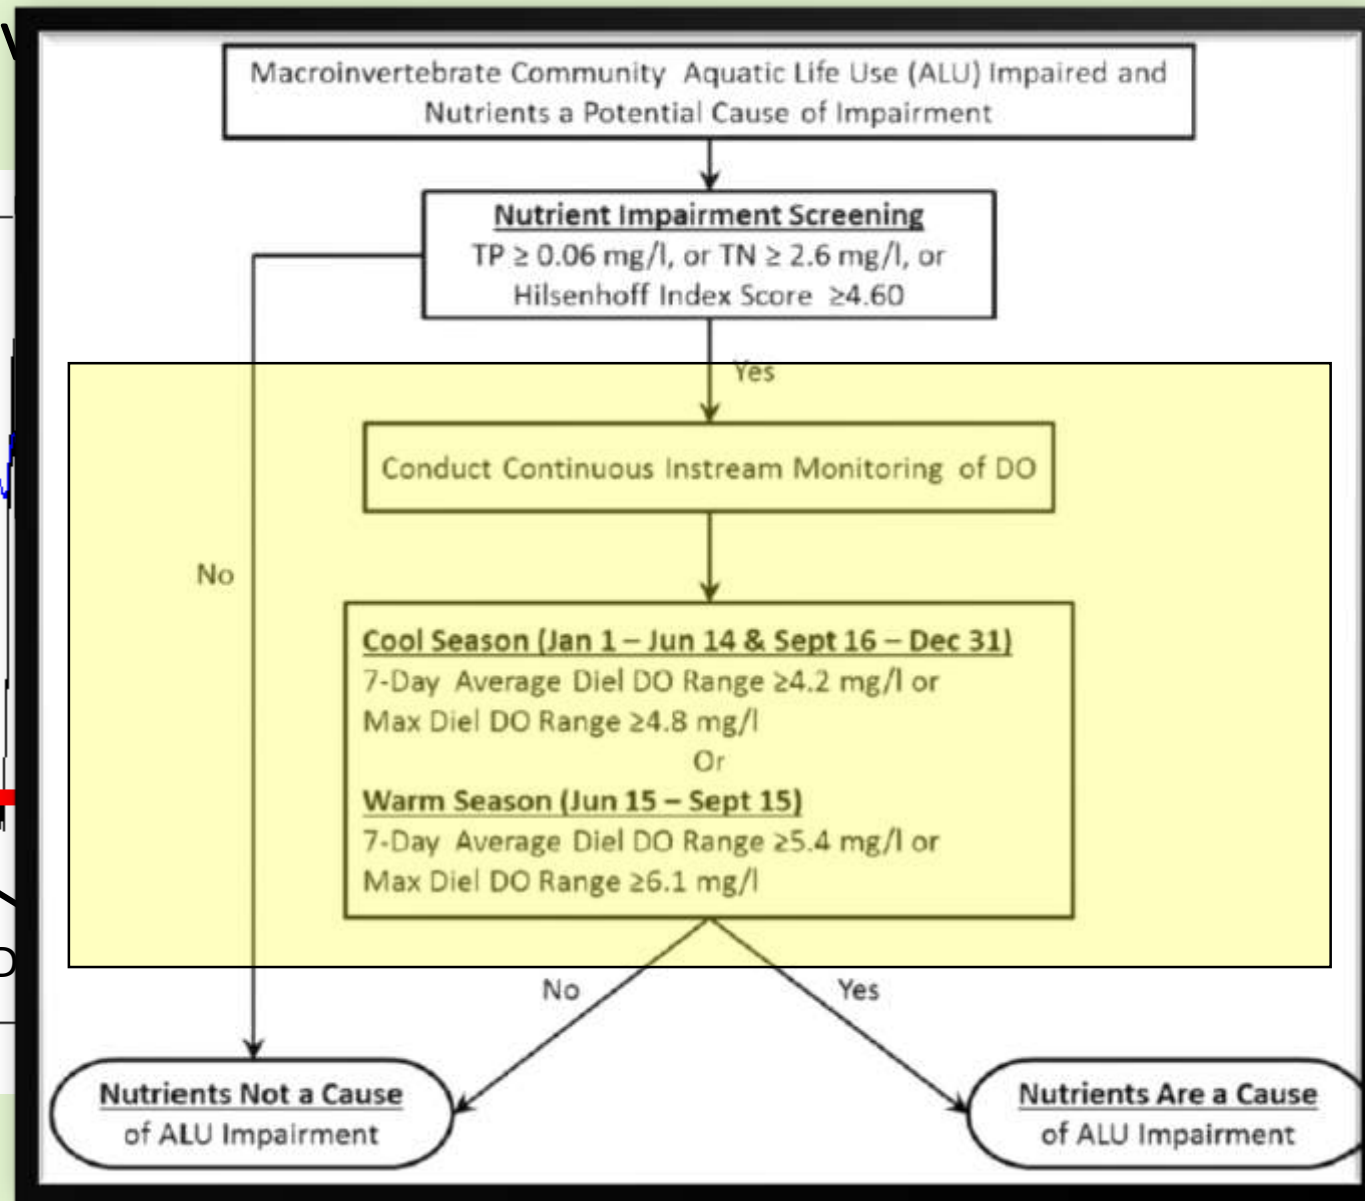 Macroinvertebrate Community Aquatic Life Use (ALU) Impaired and
Nutrients a Potential Cause of Impairment
Nutrient Impairment Screening
TP ≥ 0.06 mg/l, or TN ≥ 2.6 mg/l, or
Hilsenhoff Index Score ≥4.60
Yes
Conduct Continuous Instream Monitoring of DO
No
Cool Season (Jan 1 – Jun 14 & Sept 16 – Dec 31)
7-Day Average Diel DO Range ≥4.2 mg/l or
Max Diel DO Range ≥4.8 mg/l
Or
Warm Season (Jun 15 – Sept 15)
7-Day Average Diel DO Range ≥5.4 mg/l or
Max Diel DO Range ≥6.1 mg/l
No
Yes
Nutrients Not a Cause
of ALU Impairment
Nutrients Are a Cause
of ALU Impairment